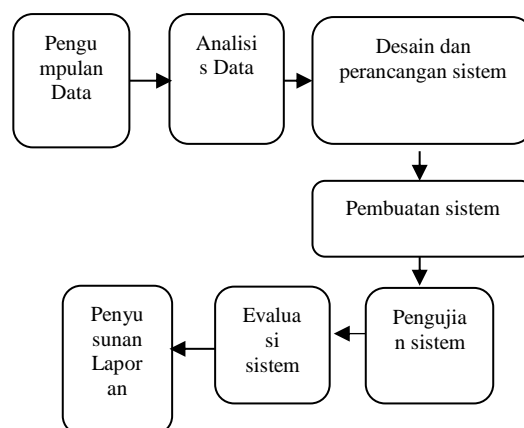 Pengu
mpulan
Data
Analisi
s Data
Desain dan
perancangan sistem
Pembuatan sistem
Pengujia
n sistem
Evalua
si
sistem
Penyu
sunan
Lapor
an